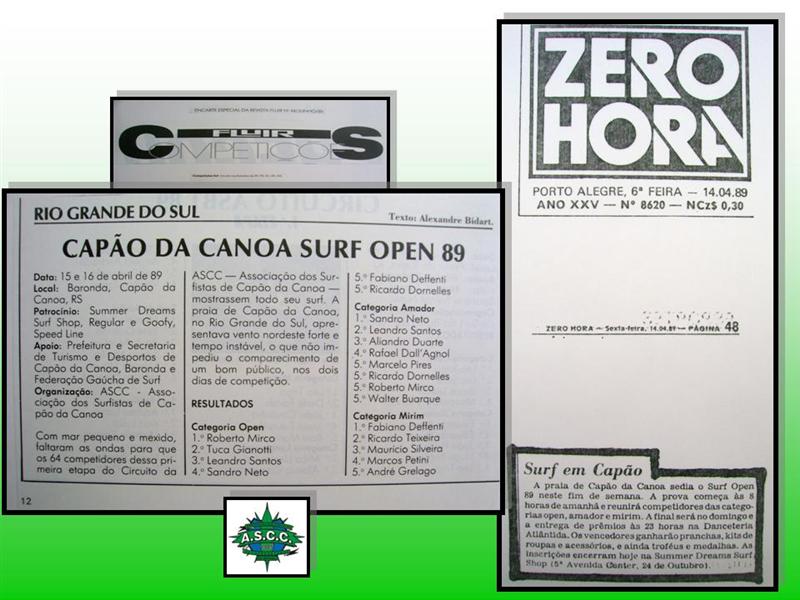 ENCARTE ESPECIAL DA REVISTA FLUIR
FLUIR
COMPETIÇÕES
RIO GRANDE DO SUL
Texto: Alexandre Bidart.
CAPÃO DA CANOA SURF OPEN 89
Data: 15 e 16 de abril de 89
Local: Baronda, Capão da
Canoa, RS
Patrocínio: Summer Dreams
Surf Shop, Regular e Goofy,
Speed Line
Apoio: Prefeitura e Secretaria
de Turismo e Desportos de
Capão da Canoa, Baronda e
Federação Gaúcha de Surf
Organização: ASCC - Asso-
ciação dos Surfistas de Ca-
pão da Canoa
Com mar pequeno e mexido,
faltaram as ondas para que
os 64 competidores dessa pri-
meira etapa do Circuito da
12
ASCC — Associação dos Sur-
fistas de Capão da Canoa —
mostrassem todo seu surf. A
praia de Capão da Canoa,
no Rio Grande do Sul, apre-
sentava vento nordeste forte e
tempo instável, o que não im-
pediu o comparecimento de
um bom público, nos dois
dias de competição.
RESULTADOS
Categoria Open
1.º Roberto Mirco
2.º Tuca Gianotti
3.º Leandro Santos
4.º Sandro Neto
5.º Fabiano Deffenti
5.º Ricardo Dornelles
Categoria Amador
1.º Sandro Neto
2.º Leandro Santos
3.º Aliandro Duarte
4.º Rafael Dall'Agnol
5.º Marcelo Pires
5.º Ricardo Dornelles
5.º Roberto Mirco
5.º Walter Buarque
Categoria Mirim
1.º Fabiano Deffenti
2.º Ricardo Teixeira
3.º Mauricio Silveira
4.º Marcos Petini
5.º André Grelago
A.S.C.C.
ZERO
HORA
PORTO ALEGRE, 6ª FEIRA — 14.04.89
ANO XXV — Nº 8620 — NCz$ 0,30
ZERO HORA — Sexta-feira, 14.04.89 — PÁGINA 48
Surf em Capão
A praia de Capão da Canoa sedia o Surf Open
89 neste fim de semana. A prova começa às 8
horas de amanhã e reunirá competidores das catego-
rias open, amador e mirim. A final será no domingo e
a entrega de prêmios às 23 horas na Danceteria
Atlântida. Os vencedores ganharão pranchas, kits de
roupas e acessórios, e ainda troféus e medalhas. As
inscrições encerram hoje na Summer Dreams Surf
Shop (5ª Avenida Center, 24 de Outubro).